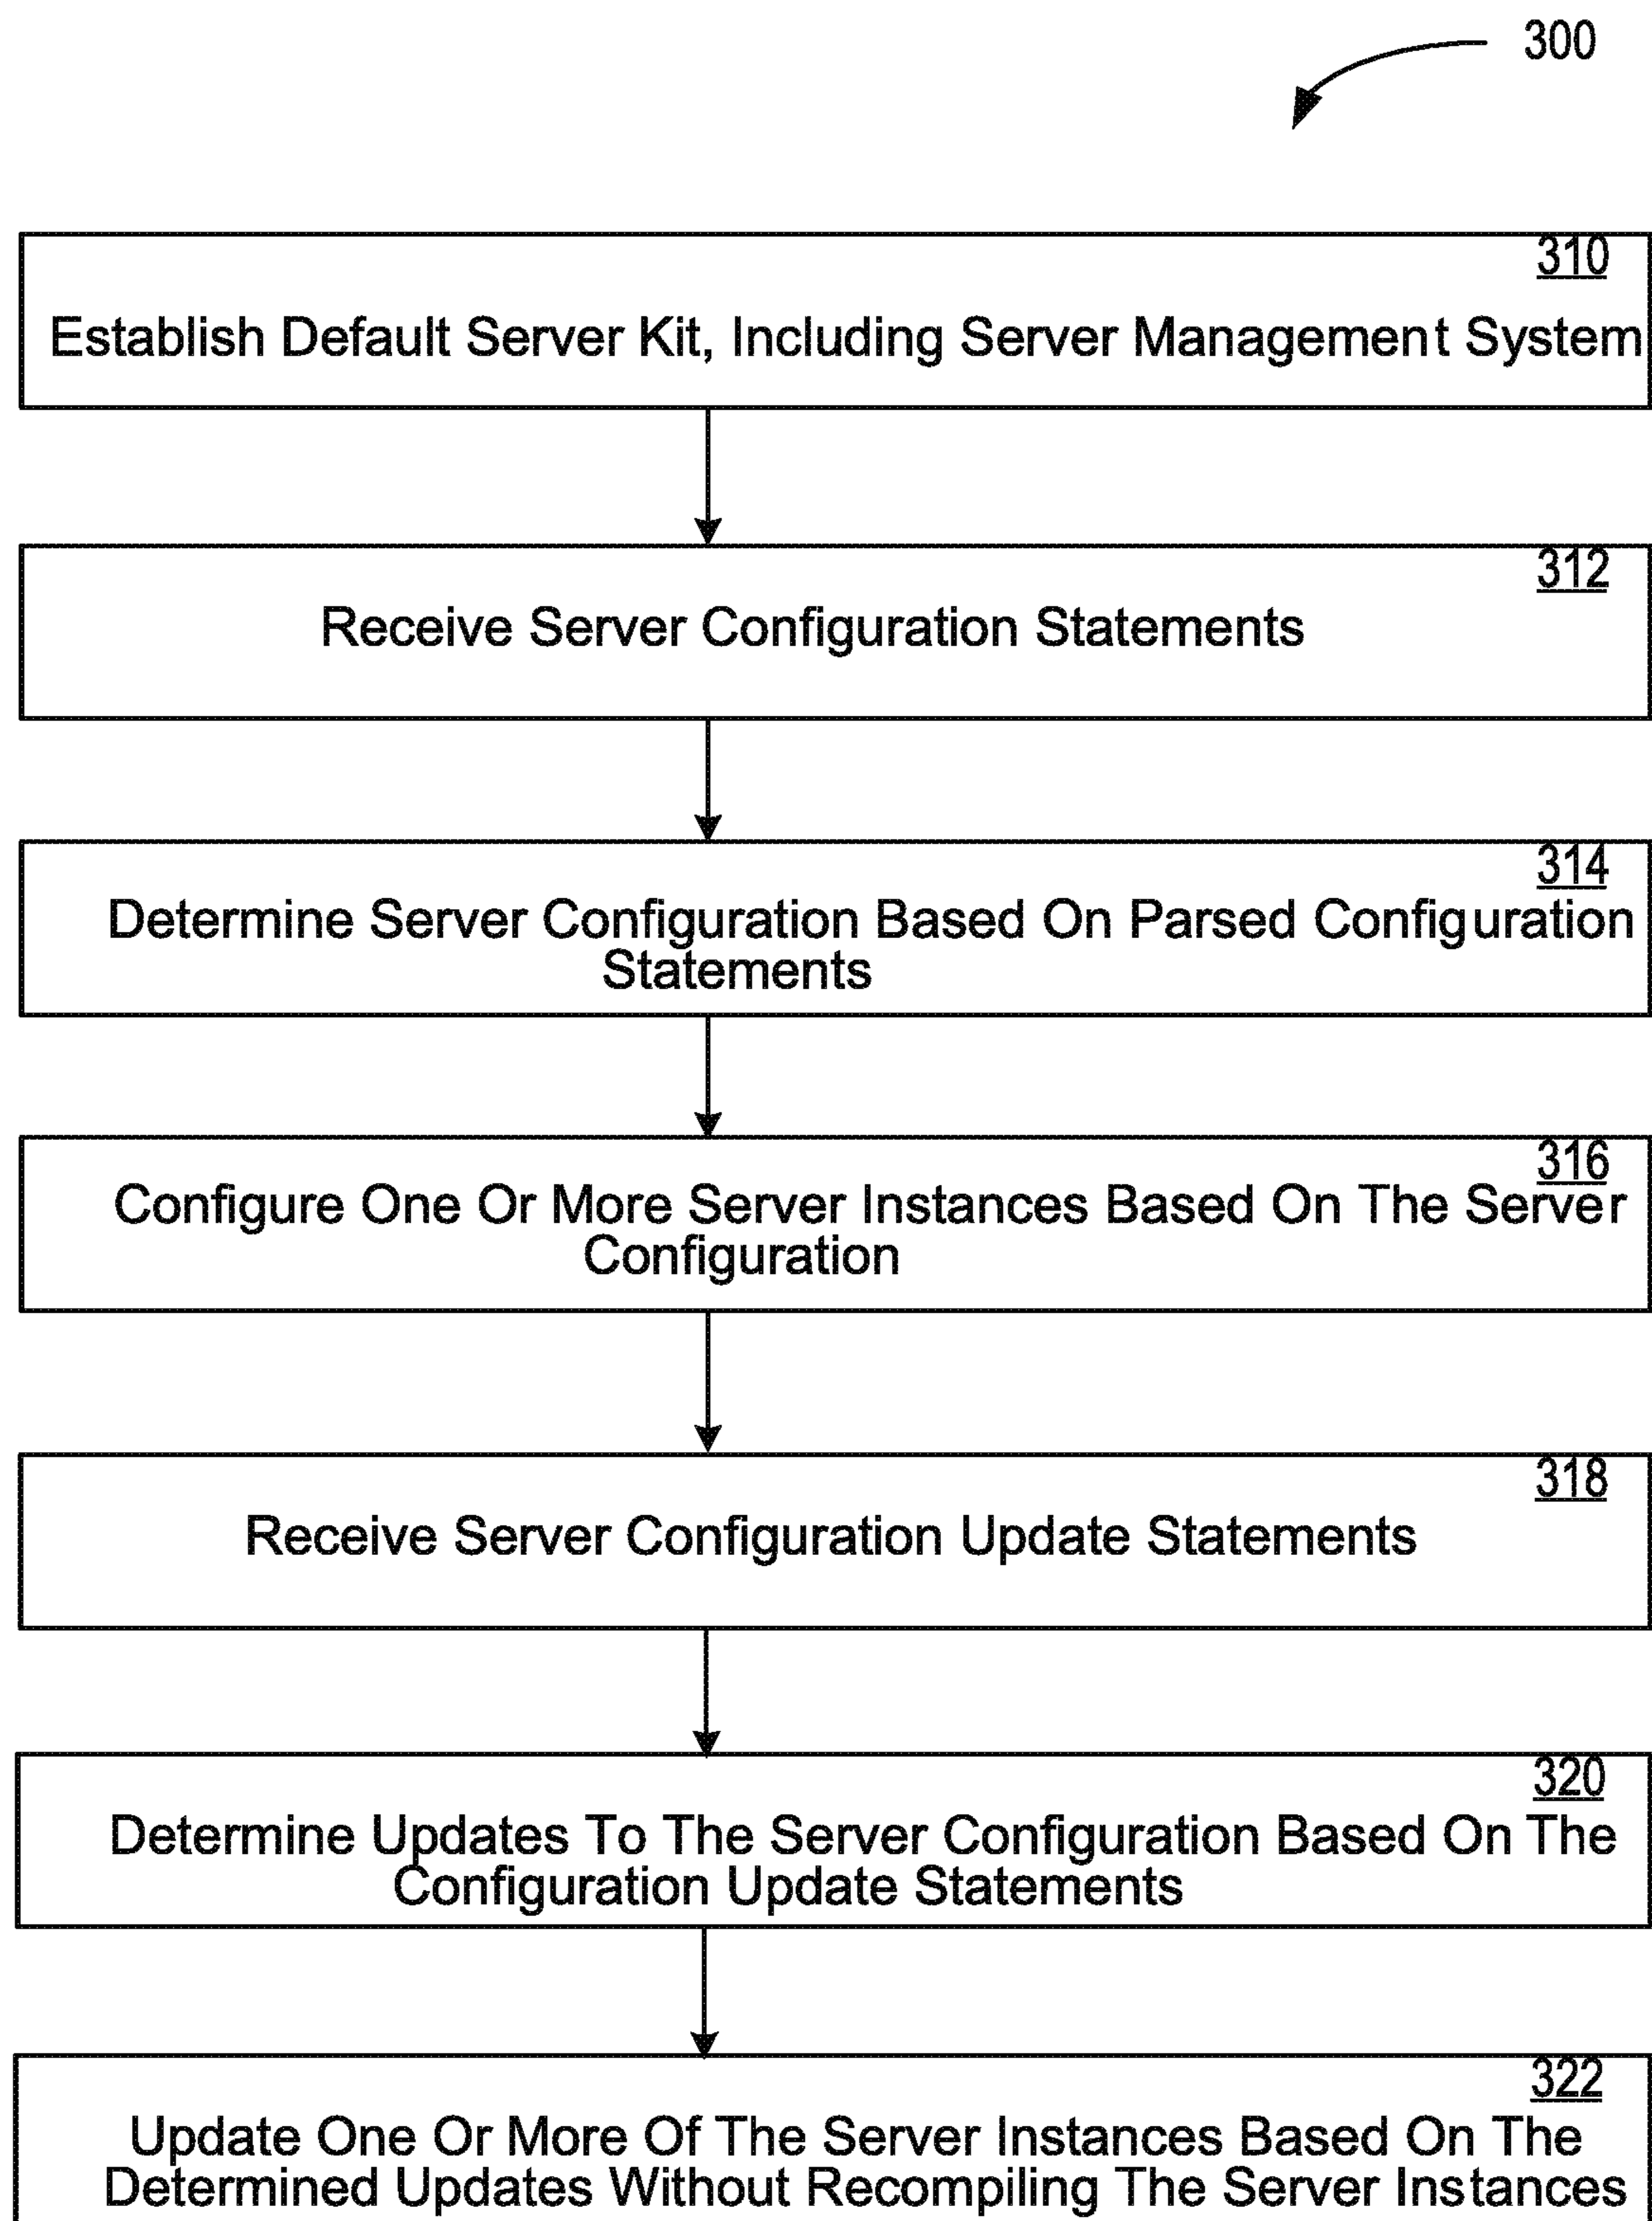 300
310
Establish Default Server Kit, Including Server Management System
312
Receive Server Configuration Statements
314
Determine Server Configuration Based On Parsed Configuration
Statements
316
Configure One Or More Server Instances Based On The Server
Configuration
318
Receive Server Configuration Update Statements
320
Determine Updates To The Server Configuration Based On The
Configuration Update Statements
322
Update One Or More Of The Server Instances Based On The
Determined Updates Without Recompiling The Server Instances